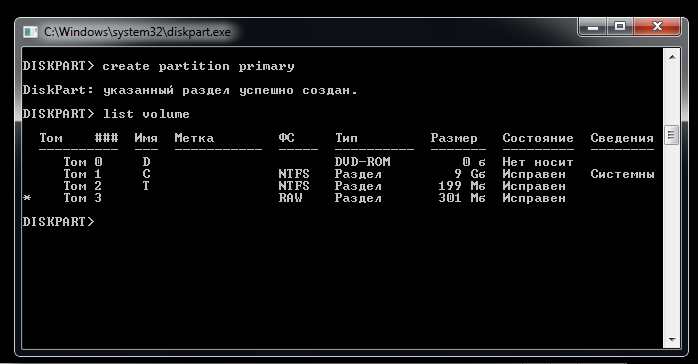 C:\Windows\system32\diskpart.exe
DISKPART> create partition primary
DiskPart: указанный раздел успешно создан.
DISKPART> list volume
Том ### Имя Метка ФС Тип Размер Состояние Сведения
Том 0 D DVD-ROM 0 б Нет носит
Том 1 C NTFS Раздел 9 Gб Исправен Системны
Том 2 T NTFS Раздел 199 Mб Исправен
* Том 3 RAW Раздел 301 Mб Исправен
DISKPART>